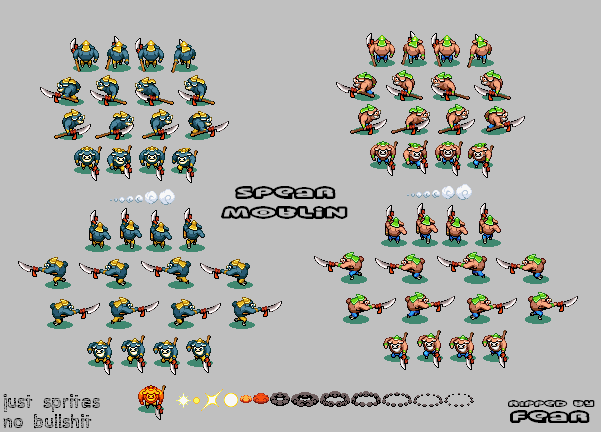 SPEAR
MOBLIN
just sprites
no bullshit
RIPPED BY
FEAR